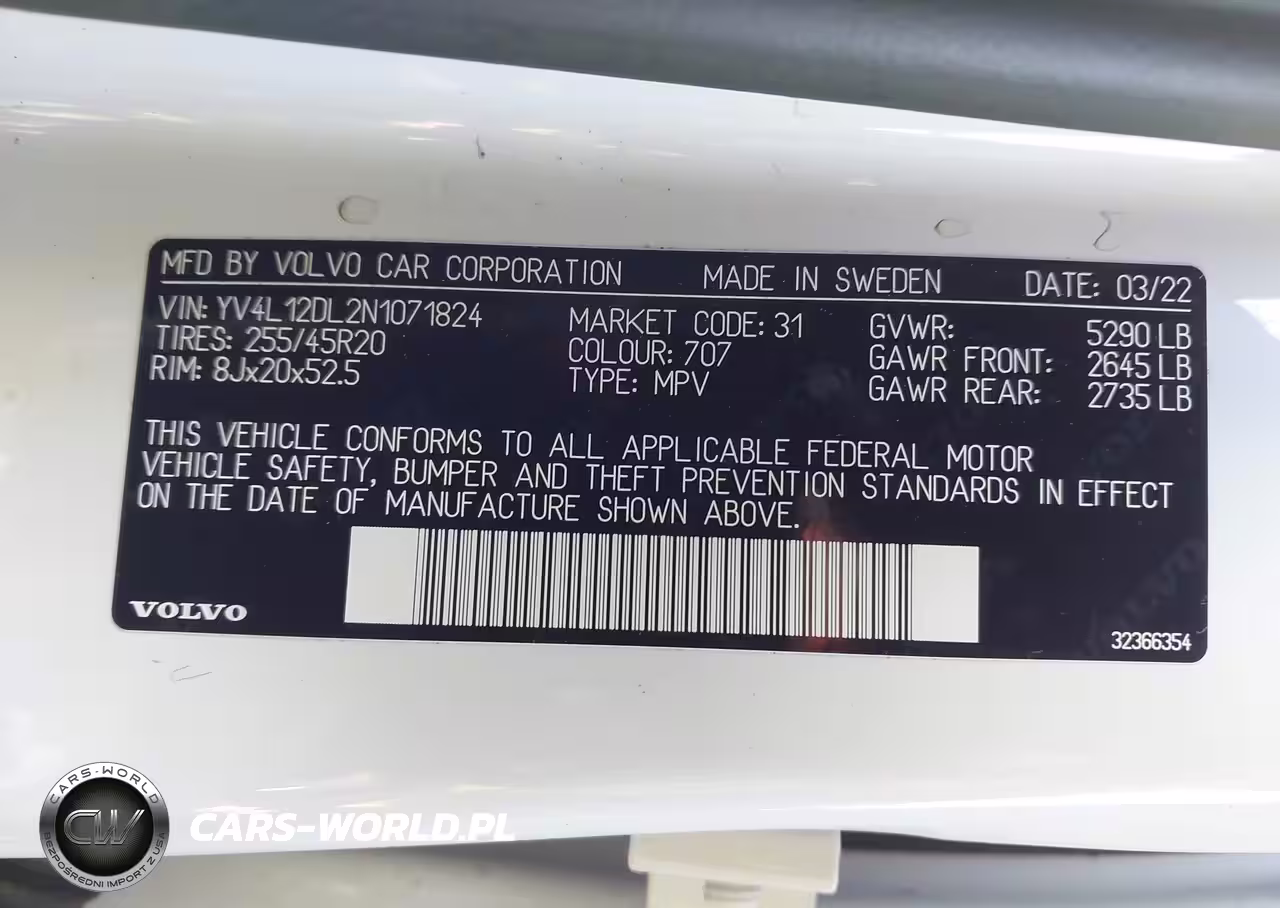 MFD BY VOLVO CAR CORPORATION MADE IN SWEDEN DATE: 03/22
VIN: YV4L12DL2N1071824 MARKET CODE: 31 GVWR: 5290 LB
TIRES: 255/45R20 COLOUR: 707 GAWR FRONT: 2645 LB
RIM: 8Jx20x52.5 TYPE: MPV GAWR REAR: 2735 LB
THIS VEHICLE CONFORMS TO ALL APPLICABLE FEDERAL MOTOR
VEHICLE SAFETY, BUMPER AND THEFT PREVENTION STANDARDS IN EFFECT
ON THE DATE OF MANUFACTURE SHOWN ABOVE.
VOLVO
32366354
CARS-WORLD
CW
BEZPOŚREDNI IMPORT Z USA
CARS-WORLD.PL